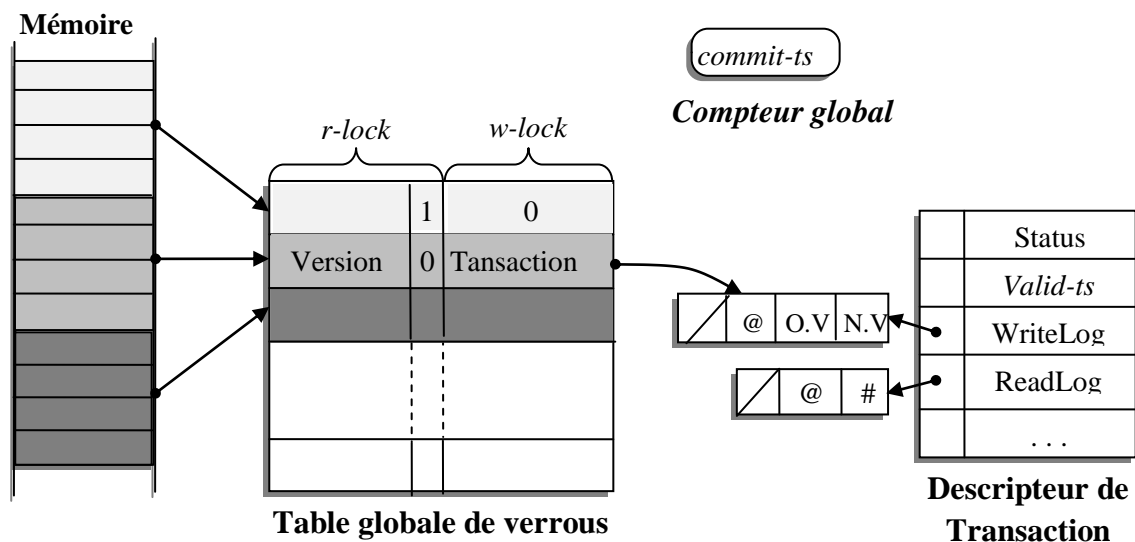 Mémoire
commit-ts
Compteur global
r-lock w-lock
1 0
Version 0 Tansaction
Status
Valid-ts
@ O.V N.V
WriteLog
@ #
ReadLog
. . .
Table globale de verrous
Descripteur de
Transaction